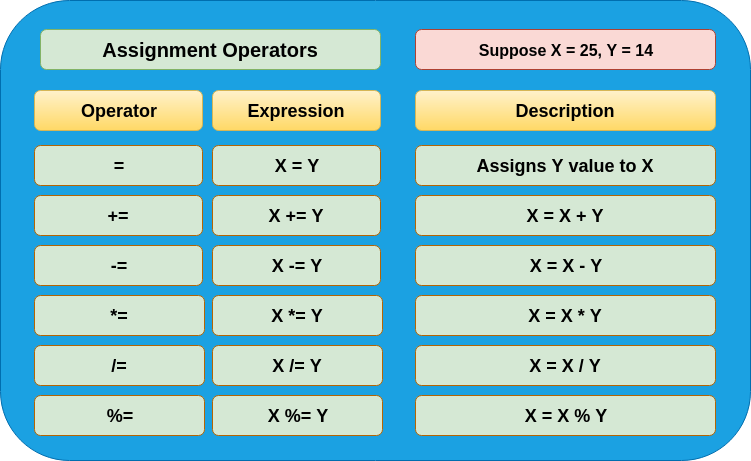 Assignment Operators
Suppose X = 25, Y = 14
Operator Expression Description
= X = Y Assigns Y value to X
+= X += Y X = X + Y
-= X -= Y X = X - Y
*= X *= Y X = X * Y
/= X /= Y X = X / Y
%= X %= Y X = X % Y